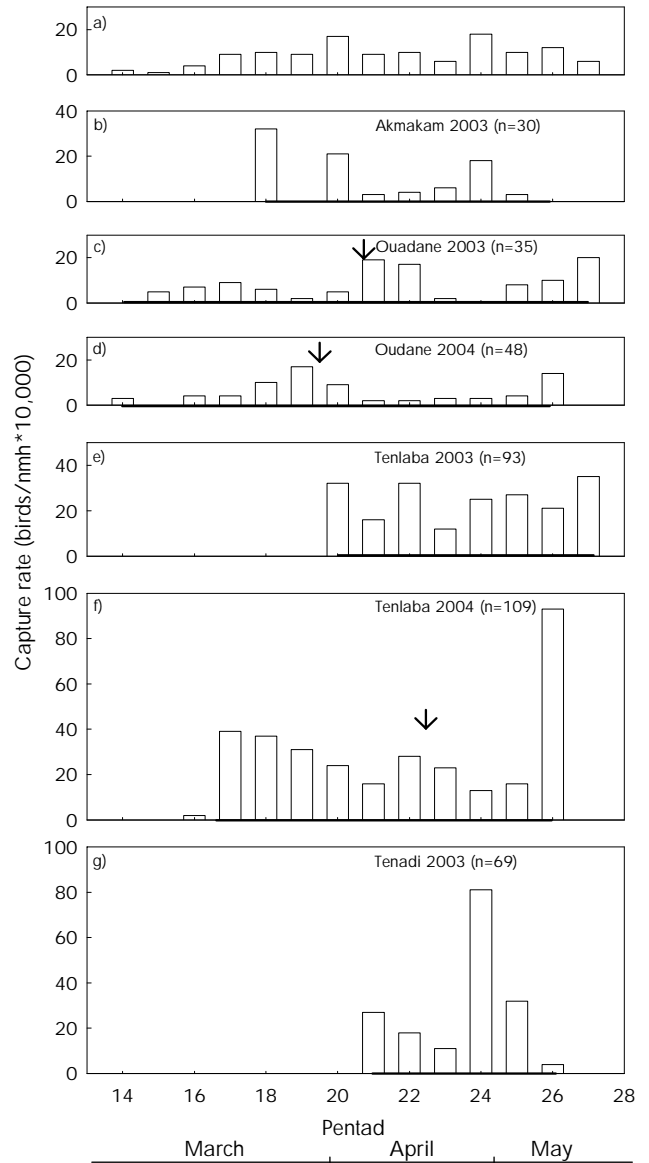 a)
20
0
b)
Akmakam 2003 (n=30)
40
20
0
c)
Ouadane 2003 (n=35)
20
0
d)
Oudane 2004 (n=48)
20
0
e)
Tenlaba 2003 (n=93)
40
20
0
f)
Tenlaba 2004 (n=109)
100
80
60
40
20
0
g)
Tenadi 2003 (n=69)
100
80
60
40
20
0
Capture rate (birds/nmh*10,000)
14 16 18 20 22 24 26 28
Pentad
March April May